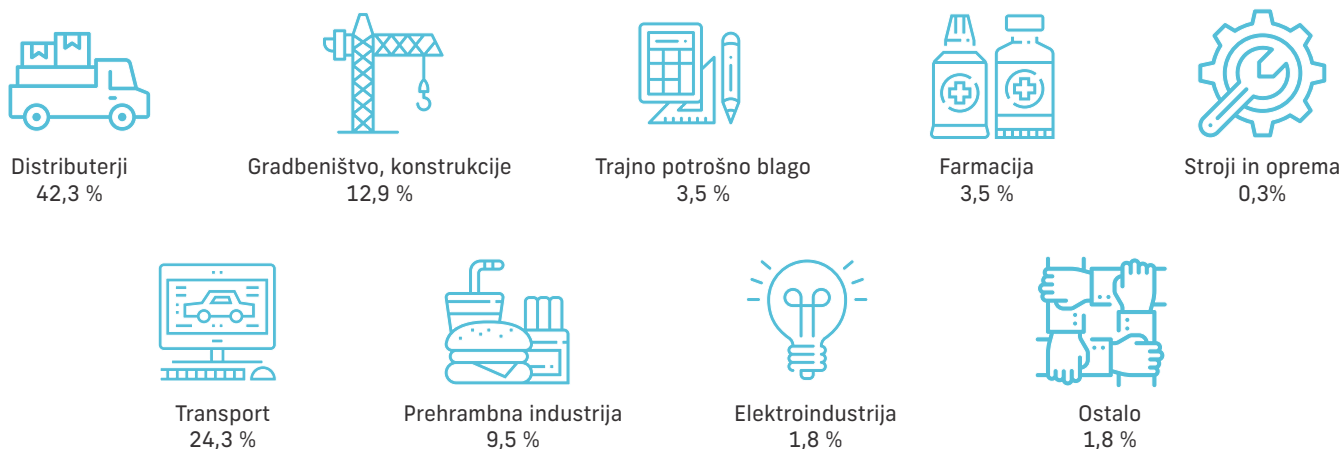 Distributerji
42,3 %
Gradbeništvo, konstrukcije
12,9 %
Trajno potrošno blago
3,5 %
Farmacija
3,5 %
Stroji in oprema
0,3%
Transport
24,3 %
Prehrambna industrija
9,5 %
Elektroindustrija
1,8 %
Ostalo
1,8 %